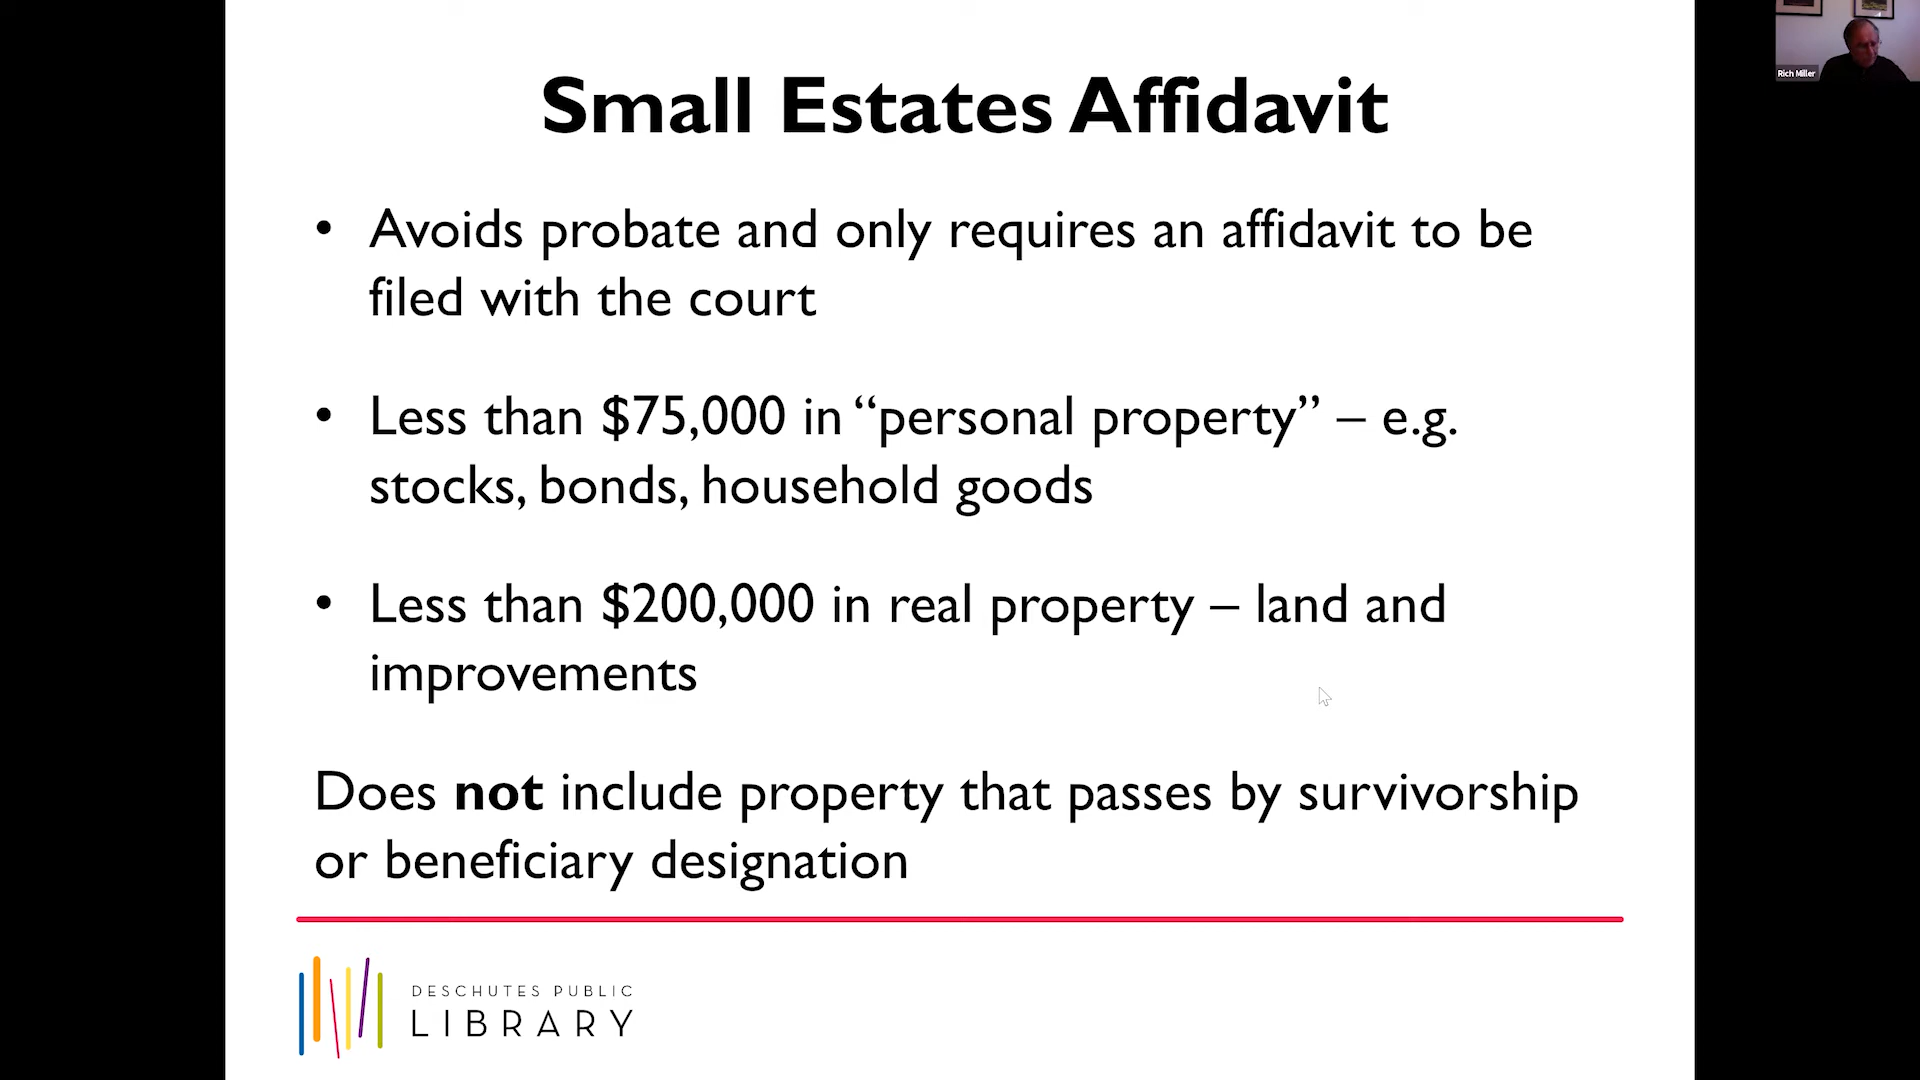 Small Estates Affidavit
• Avoids probate and only requires an affidavit to be
filed with the court
• Less than $75,000 in “personal property” – e.g.
stocks, bonds, household goods
• Less than $200,000 in real property – land and
improvements
Does not include property that passes by survivorship
or beneficiary designation
DESCHUTES PUBLIC
LIBRARY
Rich Miller